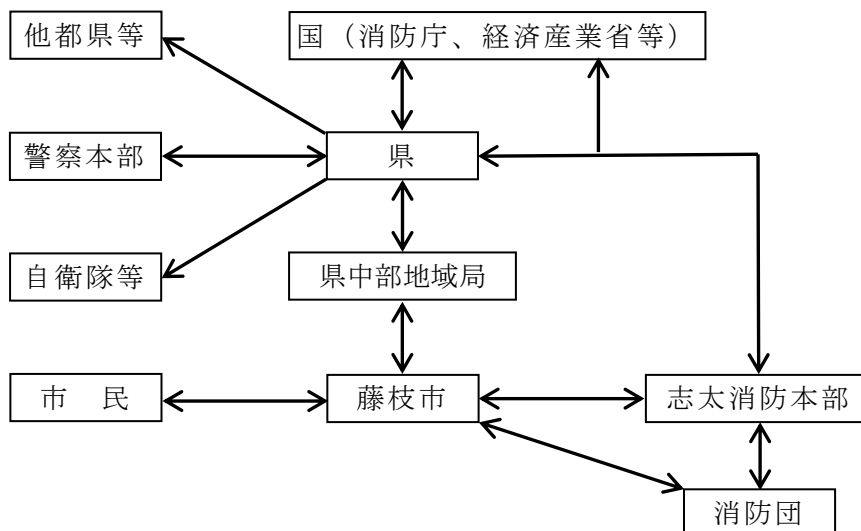 他都県等
国（消防庁、経済産業省等）
警察本部
県
自衛隊等
県中部地域局
市　民
藤枝市
志太消防本部
消防団